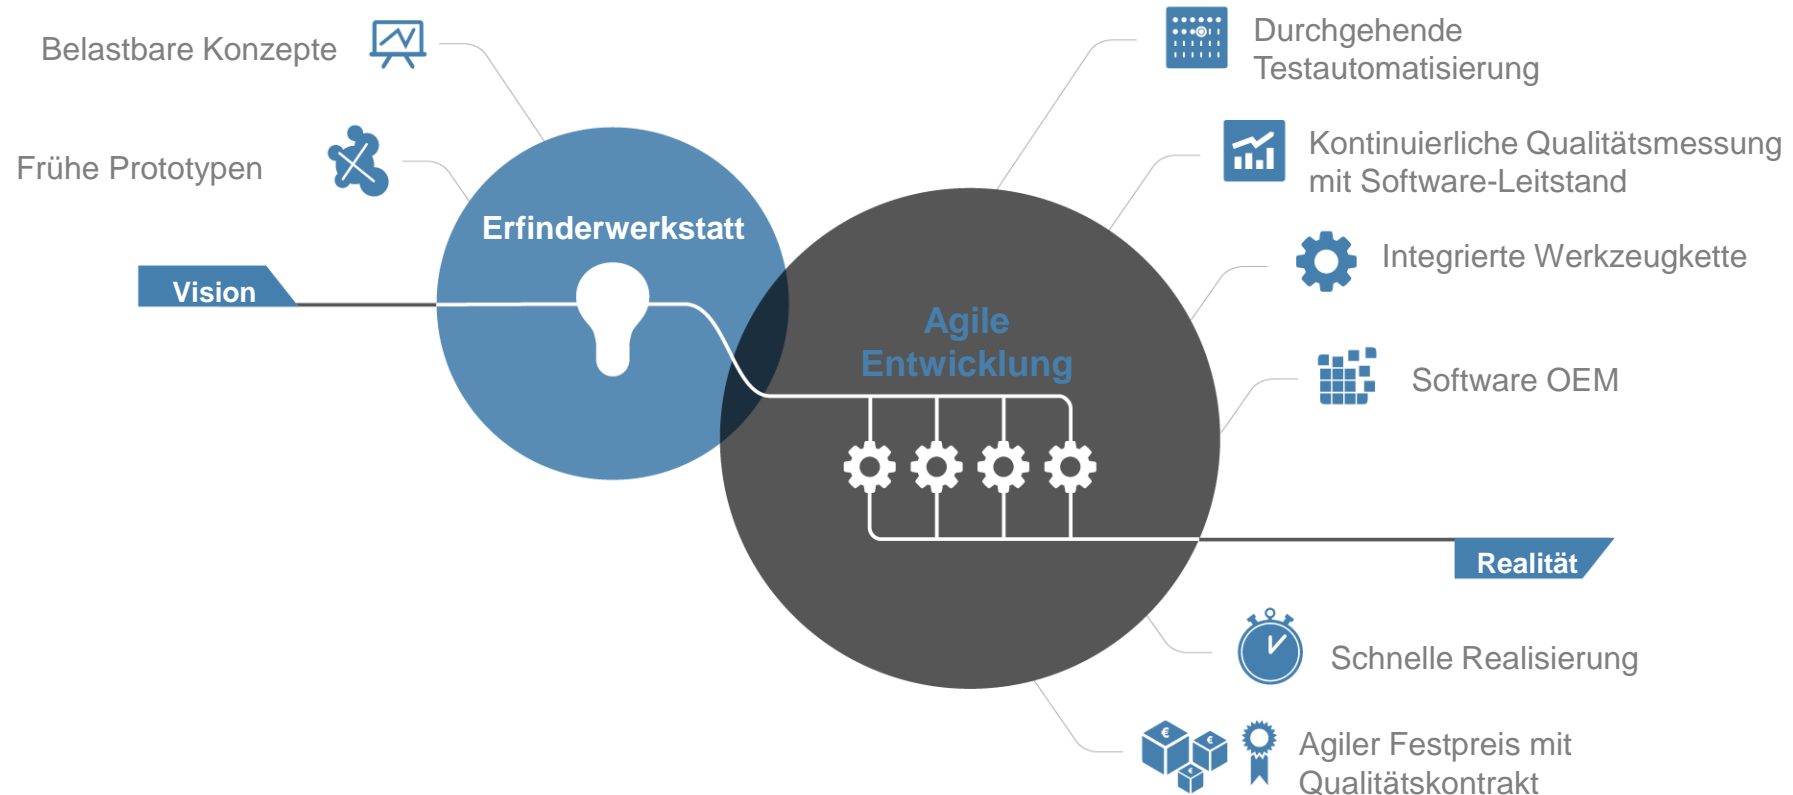 Belastbare Konzepte
Frühe Prototypen
Vision
Erfinderwerkstatt
Agile
Entwicklung
Durchgehende
Testautomatisierung
Kontinuierliche Qualitätsmessung
mit Software-Leitstand
Integrierte Werkzeugkette
Software OEM
Realität
Schnelle Realisierung
€
€
€
Agiler Festpreis mit
Qualitätskontrakt